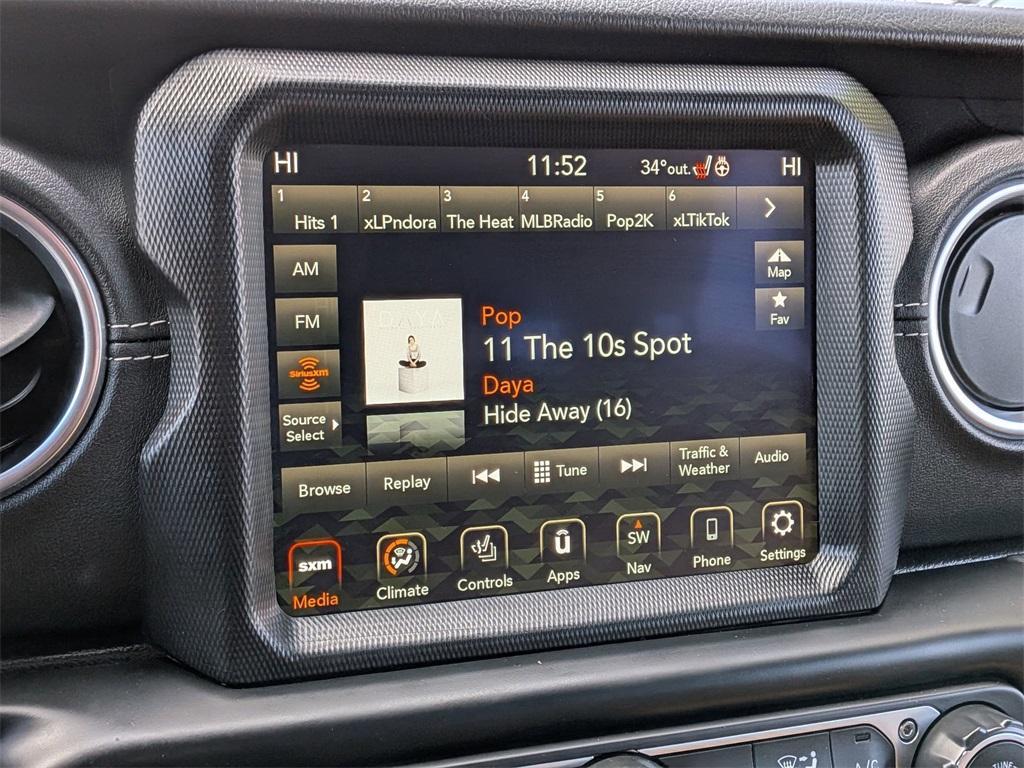 HI 11:52 34°out. HI
1 2 3 4 5 6
Hits 1 xLPndora The Heat MLBRadio Pop2K xLTikTok
AM
Map
FM
Fav
DAYA
SiriusXM
Pop
11 The 10s Spot
Daya
Hide Away (16)
Source
Select
Browse Replay Tune Traffic & Audio
Weather
sxm ú SW
Media Climate Controls Apps Nav Phone Settings
A/C
TUNE